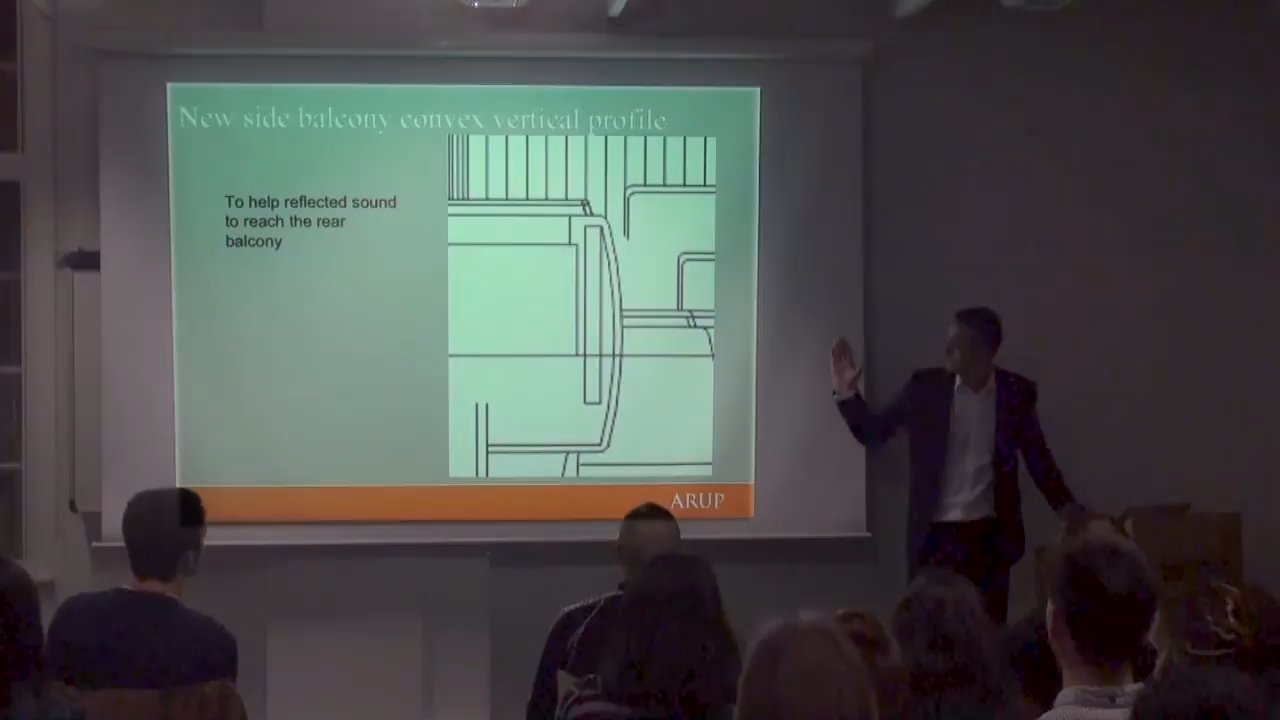 New side balcony convex vertical profile
To help reflected sound
to reach the rear
balcony
ARUP